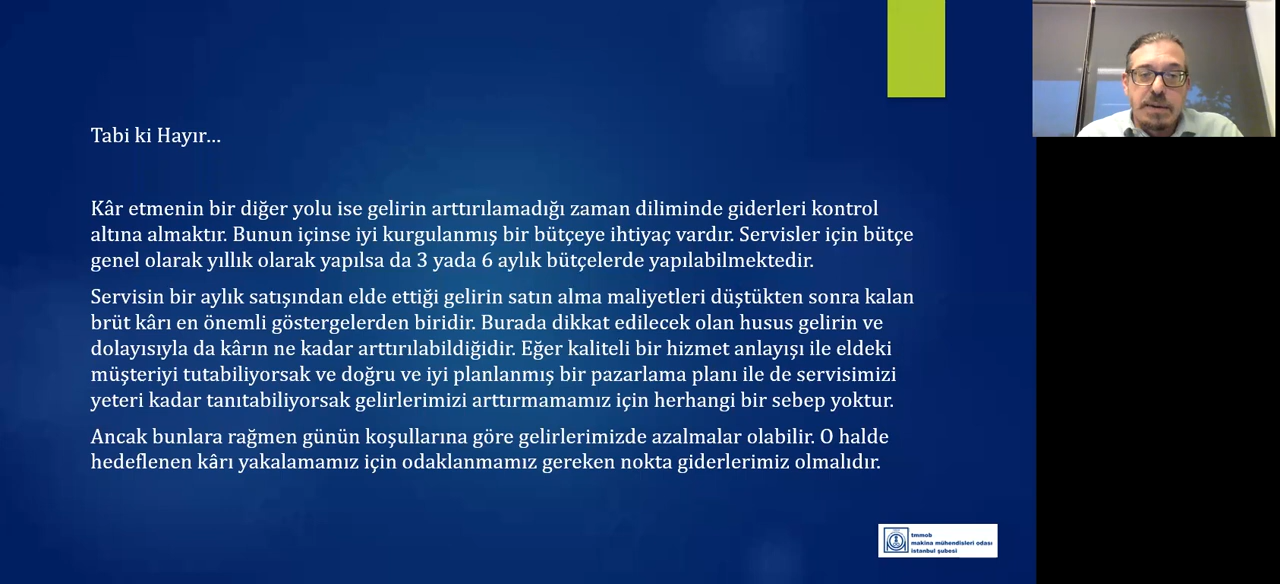 Tabi ki Hayır...
Kâr etmenin bir diğer yolu ise gelirin arttırılamadığı zaman diliminde giderleri kontrol
altına almaktır. Bunun içinse iyi kurgulanmış bir bütçeye ihtiyaç vardır. Servisler için bütçe
genel olarak yıllık olarak yapılsa da 3 yada 6 aylık bütçelerde yapılabilmektedir.
Servisin bir aylık satışından elde ettiği gelirin satın alma maliyetleri düştükten sonra kalan
brüt kârı en önemli göstergelerden biridir. Burada dikkat edilecek olan husus gelirin ve
dolayısıyla da kârın ne kadar arttırılabildiğidir. Eğer kaliteli bir hizmet anlayışı ile eldeki
müşteriyi tutabiliyorsak ve doğru ve iyi planlanmış bir pazarlama planı ile de servisimizi
yeteri kadar tanıtabiliyorsak gelirlerimizi arttırmamamız için herhangi bir sebep yoktur.
Ancak bunlara rağmen günün koşullarına göre gelirlerimizde azalmalar olabilir. O halde
hedeflenen kârı yakalamamız için odaklanmamız gereken nokta giderlerimiz olmalıdır.
tmmob
makina mühendisleri odası
istanbul şubesi